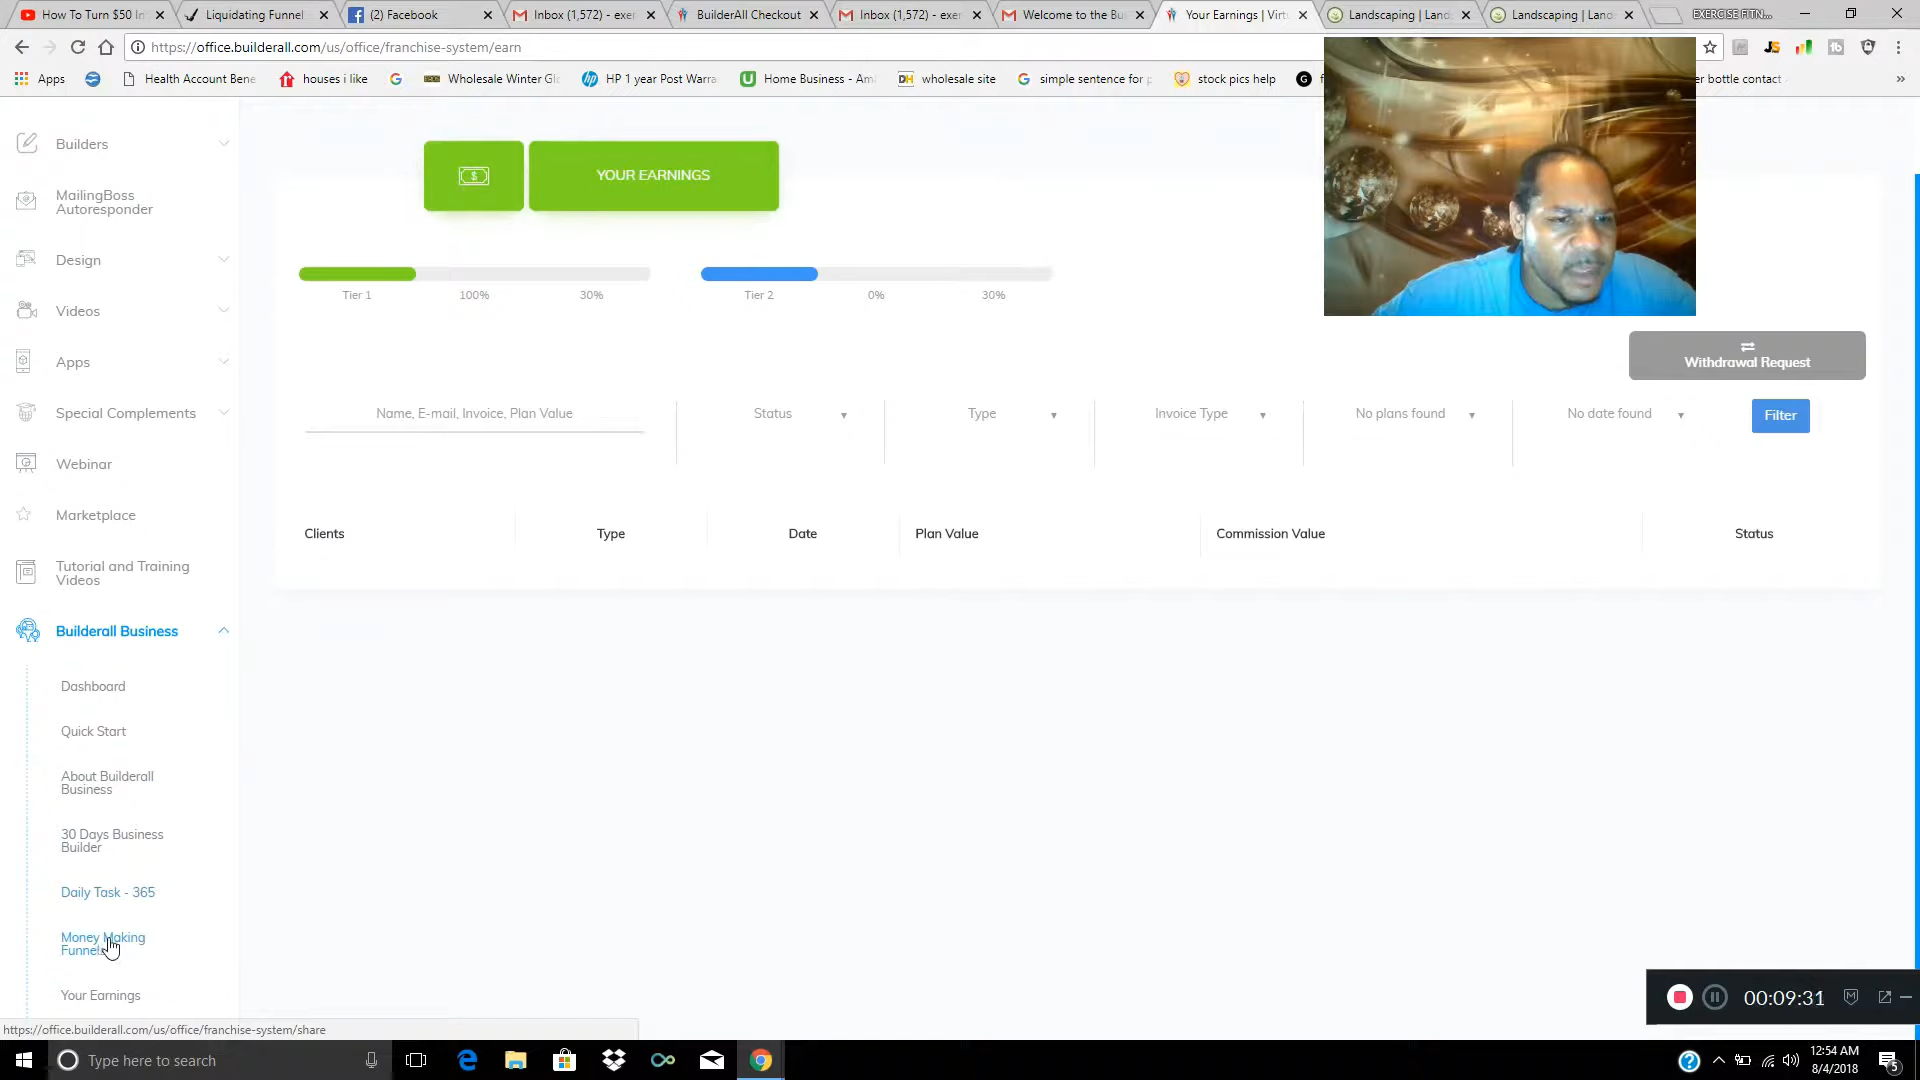 How To Turn $50 In
Liquidating Funnel
(2) Facebook
Inbox (1,572) - exer
BuilderAll Checkout
Inbox (1,572) - exer
Welcome to the Bu
Your Earnings | Virtu
Landscaping | Land
Landscaping | Land
EXERCISE FITN...
https://office.builderall.com/us/office/franchise-system/earn
Apps
Health Account Bene
houses i like
Wholesale Winter Gl
HP 1 year Post Warra
Home Business - Am
wholesale site
simple sentence for p
stock pics help
er bottle contact
Builders
MailingBoss
Autoresponder
Design
Videos
Apps
Special Complements
Webinar
Marketplace
Tutorial and Training
Videos
Builderall Business
Dashboard
Quick Start
About Builderall
Business
30 Days Business
Builder
Daily Task - 365
Money Making
Funnels
Your Earnings
YOUR EARNINGS
Tier 1 100% 30%
Tier 2 0% 30%
Withdrawal Request
Name, E-mail, Invoice, Plan Value
Status
Type
Invoice Type
No plans found
No date found
Filter
Clients Type Date Plan Value Commission Value Status
00:09:31
https://office.builderall.com/us/office/franchise-system/share
Type here to search
12:54 AM
8/4/2018
5